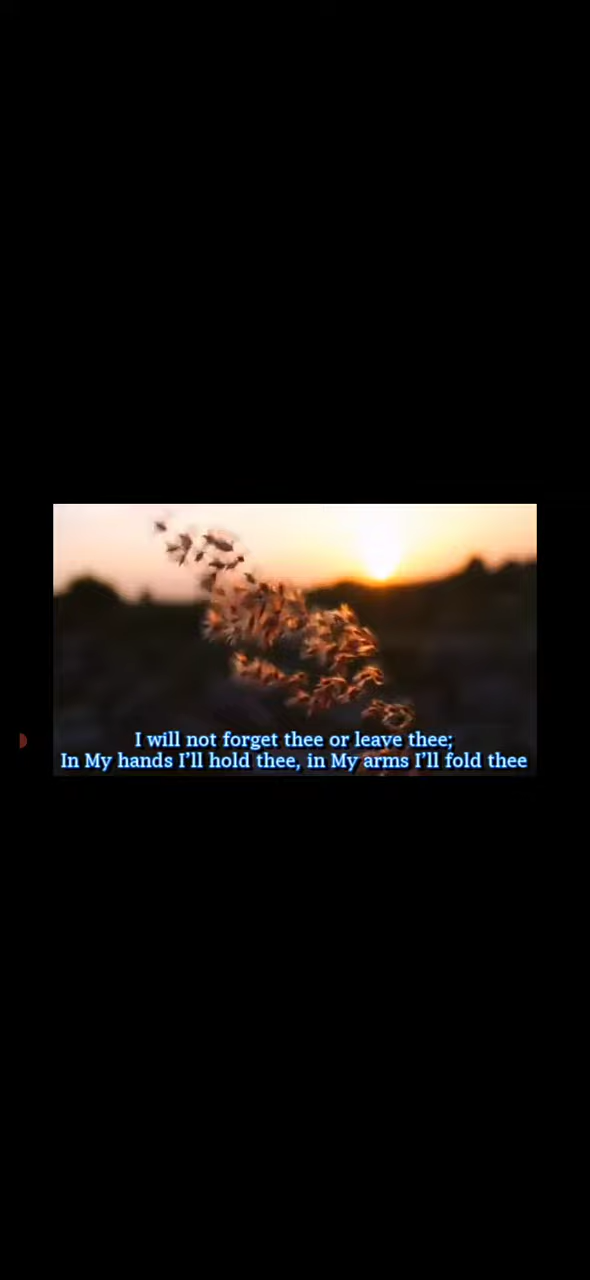 I will not forget thee or leave thee;
In My hands I’ll hold thee, in My arms I’ll fold thee